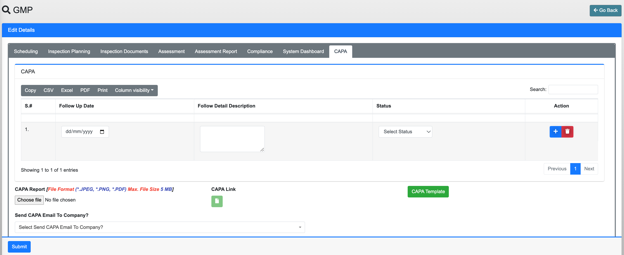 GMP
Go Back
Edit Details
Scheduling Inspection Planning Inspection Documents Assessment Assessment Report Compliance System Dashboard CAPA
CAPA
Copy CSV Excel PDF Print Column visibility
Search:
S.# Follow Up Date Follow Detail Description Status Action
1. dd/mm/yyyy Select Status
Showing 1 to 1 of 1 entries
Previous 1 Next
CAPA Report [File Format (*.JPEG, *.PNG, *.PDF) Max. File Size 5 MB] CAPA Link CAPA Template
Choose file No file chosen
Send CAPA Email To Company?
Select Send CAPA Email To Company?
Submit